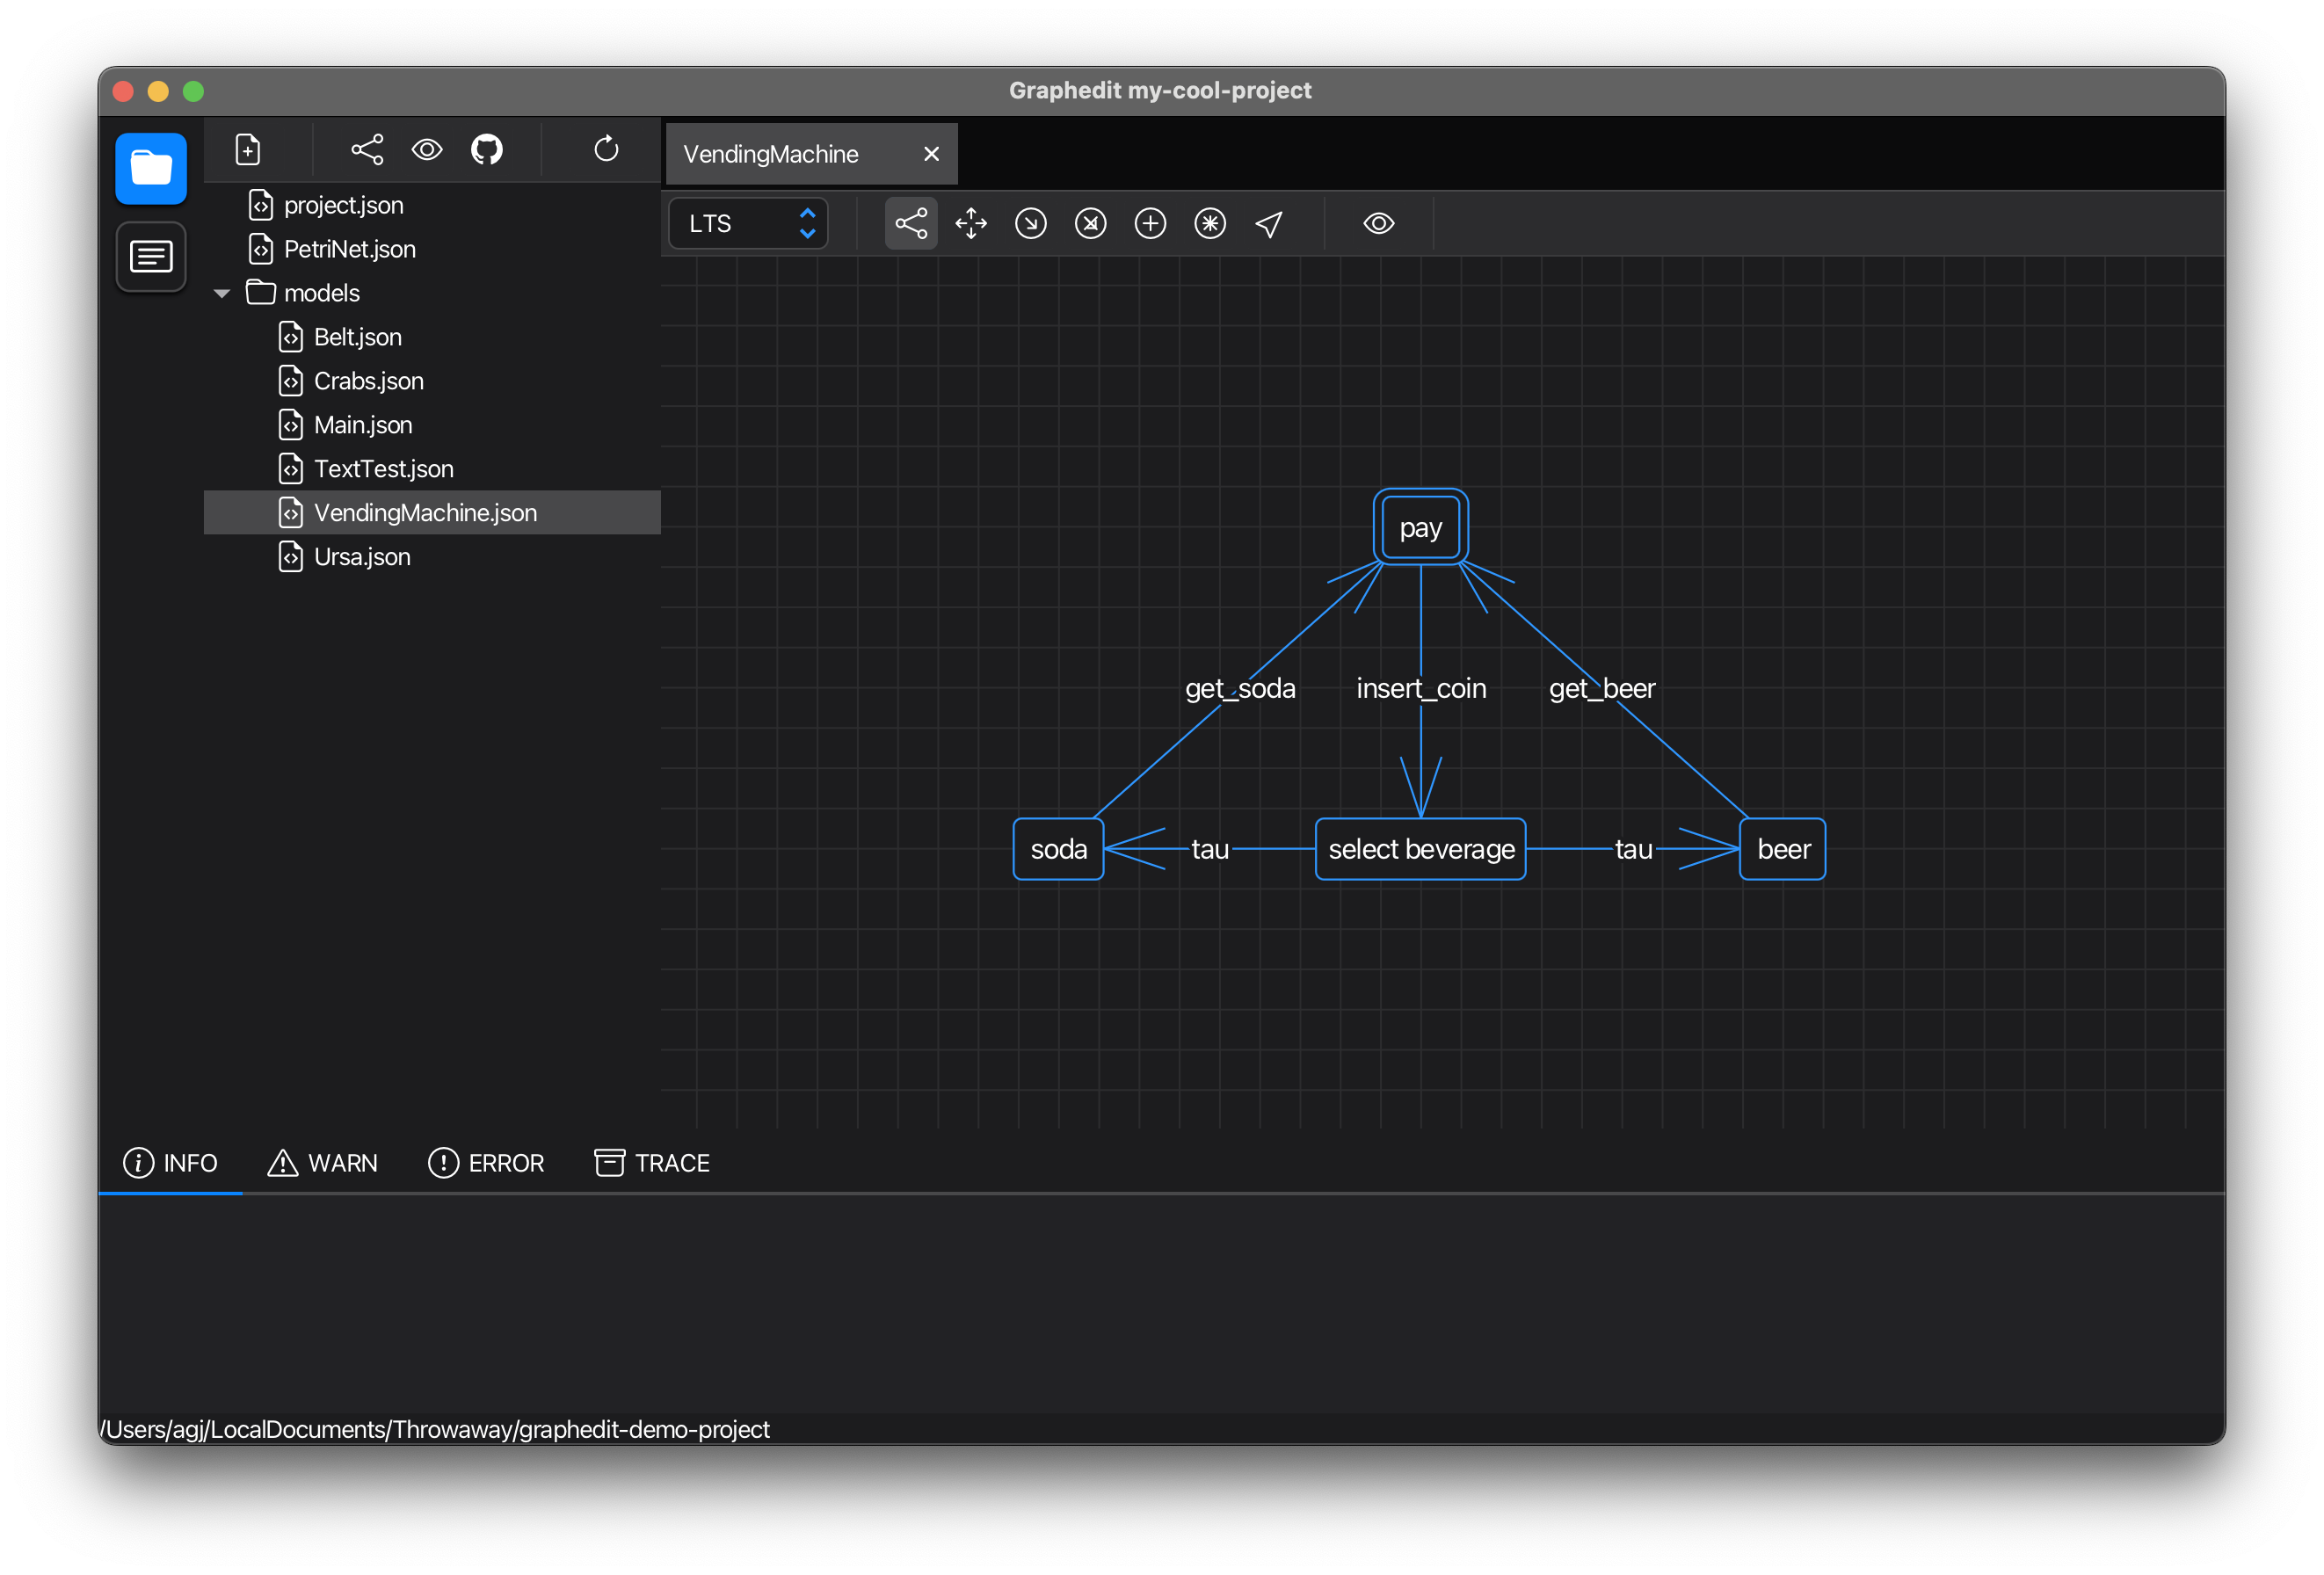 Graphedit my-cool-project
project.json
PetriNet.json
models
Belt.json
Crabs.json
Main.json
TextTest.json
VendingMachine.json
Ursa.json
VendingMachine
LTS
pay
get_soda insert_coin get_beer
soda tau select beverage tau beer
INFO WARN ERROR TRACE
/Users/agj/LocalDocuments/Throwaway/graphedit-demo-project